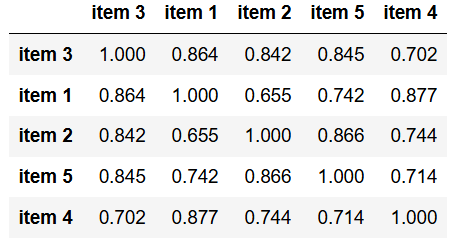 item 3 item 1 item 2 item 5 item 4
item 3 1.000 0.864 0.842 0.845 0.702
item 1 0.864 1.000 0.655 0.742 0.877
item 2 0.842 0.655 1.000 0.866 0.744
item 5 0.845 0.742 0.866 1.000 0.714
item 4 0.702 0.877 0.744 0.714 1.000